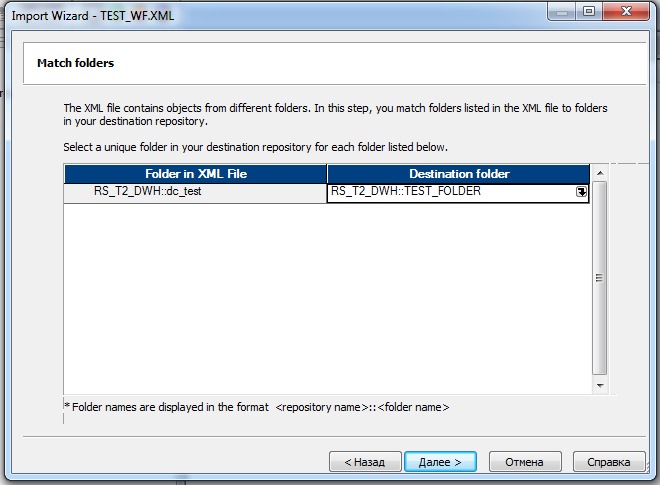 Import Wizard - TEST_WF.XML
Match folders
The XML file contains objects from different folders. In this step, you match folders listed in the XML file to folders
in your destination repository.
Select a unique folder in your destination repository for each folder listed below.
Folder in XML File Destination folder
RS_T2_DWH::dc_test RS_T2_DWH::TEST_FOLDER
* Folder names are displayed in the format <repository name>::<folder name>
< Назад Далее > Отмена Справка